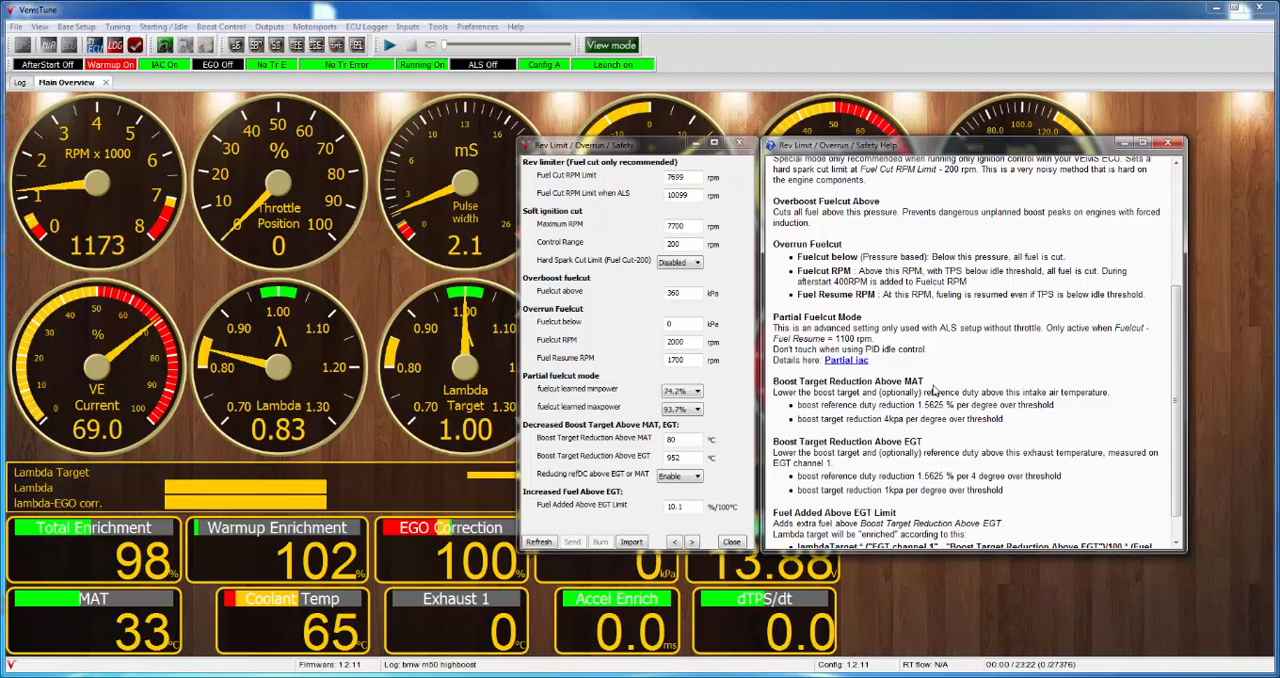 VemsTune
File View Base Setup Tuning Starting / Idle Boost Control Outputs Motorsports ECU Logger Inputs Tools Preferences Help
View mode
AfterStart Off Warmup On IAC On EGO Off No Tr E No Tr Error Running On ALS Off Config A Launch on
Log Main Overview
RPM x 1000
1173
%
Throttle
Position
0
mS
Pulse
width
2.1
%
VE
Current
69.0
λ
Lambda
0.83
λ
Lambda
Target
1.00
Lambda Target
Lambda
lambda-EGO corr.
Total Enrichment
98%
Warmup Enrichment
102%
EGO Correction
100%
0 kPa
13.88
MAT
33°C
Coolant Temp
65°C
Exhaust 1
0°C
Accel Enrich
0.0 ms
dTPS/dt
0.0
Rev Limit / Overrun / Safety
Rev limiter (Fuel cut only recommended)
Fuel Cut RPM Limit 7699 rpm
Fuel Cut RPM Limit when ALS 10099 rpm
Soft ignition cut
Maximum RPM 7700 rpm
Control Range 200 rpm
Hard Spark Cut Limit (Fuel Cut-200) Disabled
Overboost fuelcut
Fuelcut above 360 kPa
Overrun Fuelcut
Fuelcut below 0 kPa
Fuelcut RPM 2000 rpm
Fuel Resume RPM 1700 rpm
Partial fuelcut mode
fuelcut learned minpower 74.2%
fuelcut learned maxpower 93.7%
Decreased Boost Target Above MAT, EGT:
Boost Target Reduction Above MAT 80 °C
Boost Target Reduction Above EGT 952 °C
Reducing refDC above EGT or MAT Enable
Increased Fuel Above EGT:
Fuel Added Above EGT Limit 10.1 %/100°C
Refresh Send Burn Import < > Close
Rev Limit / Overrun / Safety Help
Special mode only recommended when running only ignition control with your VEMS ECU. Sets a
hard spark cut limit at Fuel Cut RPM Limit - 200 rpm. This is a very noisy method that is hard on
the engine components.
Overboost Fuelcut Above
Cuts all fuel above this pressure. Prevents dangerous unplanned boost peaks on engines with forced
induction.
Overrun Fuelcut
• Fuelcut below (Pressure based): Below this pressure, all fuel is cut.
• Fuelcut RPM : Above this RPM, with TPS below idle threshold, all fuel is cut. During
afterstart 400RPM is added to Fuelcut RPM
• Fuel Resume RPM : At this RPM, fueling is resumed even if TPS is below idle threshold.
Partial Fuelcut Mode
This is an advanced setting only used with ALS setup without throttle. Only active when Fuelcut -
Fuel Resume = 1100 rpm.
Don't touch when using PID idle control.
Details here: Partial iac
Boost Target Reduction Above MAT
Lower the boost target and (optionally) reference duty above this intake air temperature.
• boost reference duty reduction 1.5625 % per degree over threshold
• boost target reduction 4kpa per degree over threshold
Boost Target Reduction Above EGT
Lower the boost target and (optionally) reference duty above this exhaust temperature, measured on
EGT channel 1.
• boost reference duty reduction 1.5625 % per 4 degree over threshold
• boost target reduction 1kpa per degree over threshold
Fuel Added Above EGT Limit
Adds extra fuel above Boost Target Reduction Above EGT.
Lambda target will be "enriched" according to this:
• lambdaTarget * ("EGT channel 1" - "Boost Target Reduction Above EGT")/100 * (Fuel
Firmware: 1.2.11 Log: bmw m50 highboost Config: 1.2.11 RT flow: N/A 00:00 / 23:22 (0 /27376)